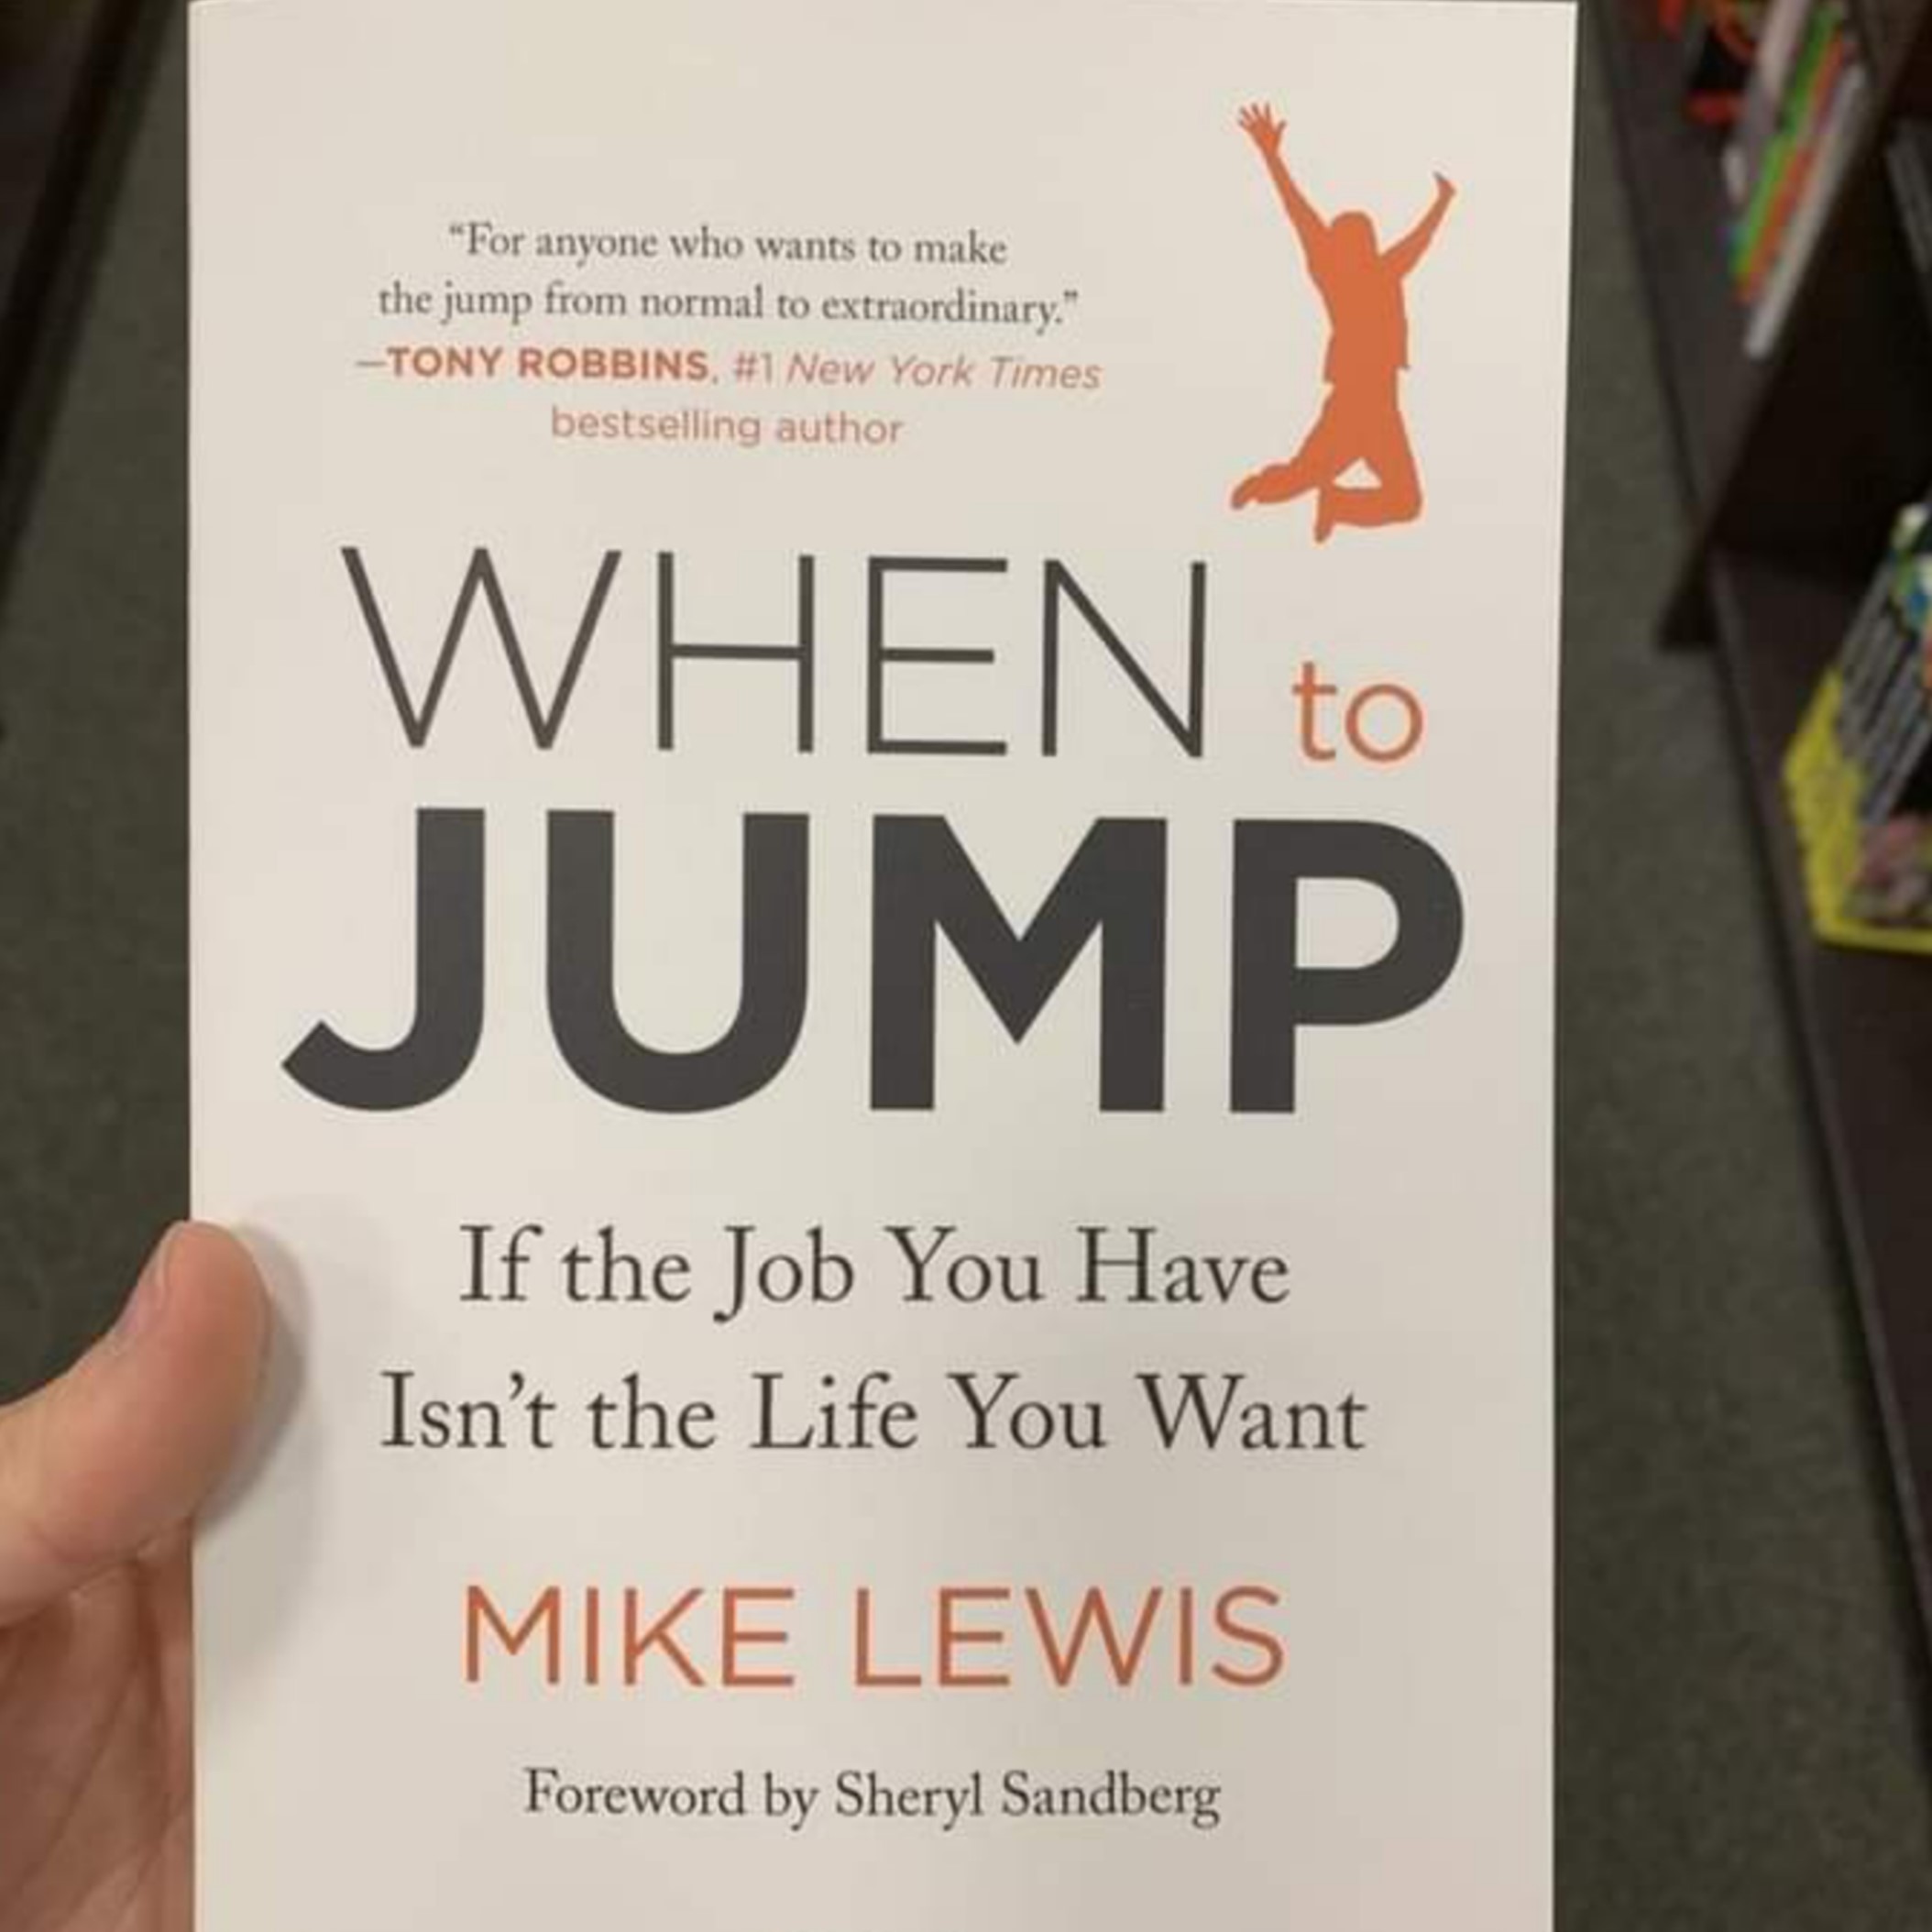 “For anyone who wants to make
the jump from normal to extraordinary.”
—TONY ROBBINS, #1 New York Times
bestselling author
WHEN to
JUMP
If the Job You Have
Isn’t the Life You Want
MIKE LEWIS
Foreword by Sheryl Sandberg